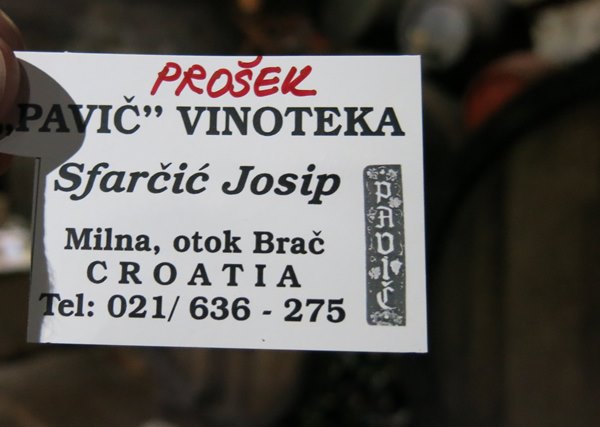 PROŠEK
„PAVIČ” VINOTEKA
Sfarčić Josip
Milna, otok Brač
CROATIA
Tel: 021/ 636 - 275
PAVIČ